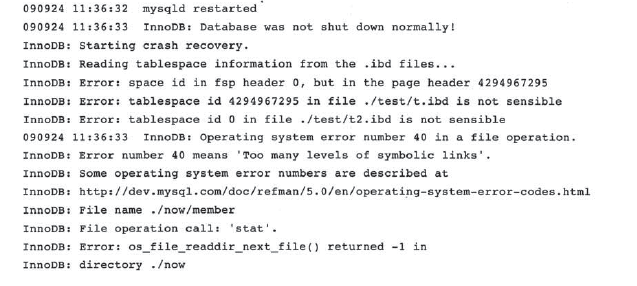 090924 11:36:32 mysqld restarted
090924 11:36:33 InnoDB: Database was not shut down normally!
InnoDB: Starting crash recovery.
InnoDB: Reading tablespace information from the .ibd files...
InnoDB: Error: space id in fsp header 0, but in the page header 4294967295
InnoDB: Error: tablespace id 4294967295 in file ./test/t.ibd is not sensible
InnoDB: Error: tablespace id 0 in file ./test/t2.ibd is not sensible
090924 11:36:33 InnoDB: Operating system error number 40 in a file operation.
InnoDB: Error number 40 means 'Too many levels of symbolic links'.
InnoDB: Some operating system error numbers are described at
InnoDB: http://dev.mysql.com/doc/refman/5.0/en/operating-system-error-codes.html
InnoDB: File name ./now/member
InnoDB: File operation call: 'stat'.
InnoDB: Error: os_file_readdir_next_file() returned -1 in
InnoDB: directory ./now